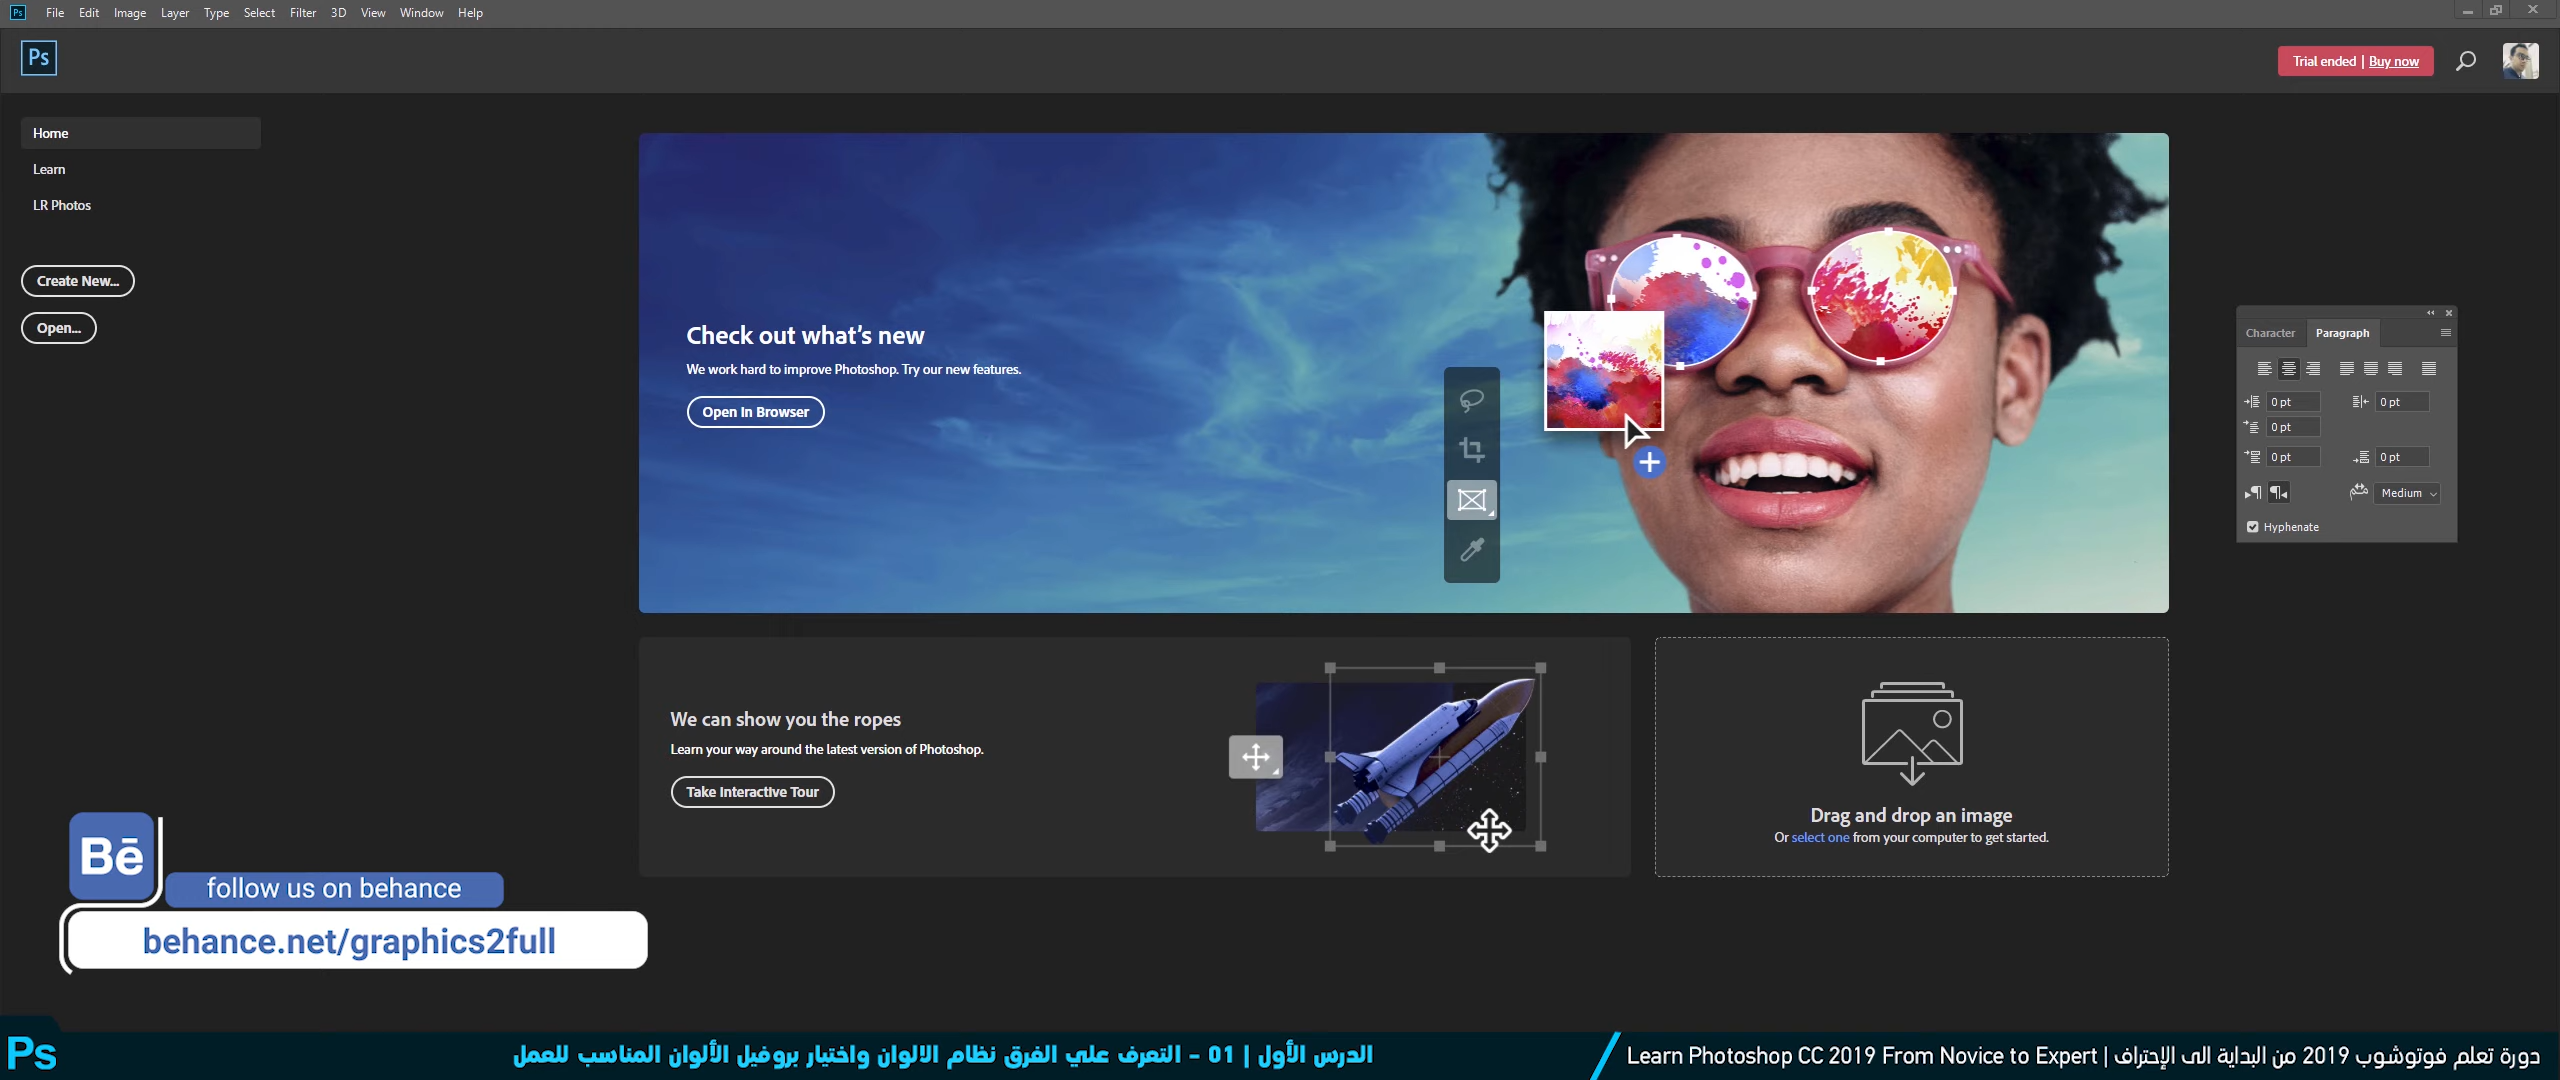 Ps
File Edit Image Layer Type Select Filter 3D View Window Help
Ps
Trial ended | Buy now
Home
Learn
LR Photos
Create New...
Open...
Check out what's new
We work hard to improve Photoshop. Try our new features.
Open in Browser
Character Paragraph
0 pt 0 pt
0 pt
0 pt 0 pt
Medium
Hyphenate
We can show you the ropes
Learn your way around the latest version of Photoshop.
Take Interactive Tour
Drag and drop an image
Or select one from your computer to get started.
Bē
follow us on behance
behance.net/graphics2full
Ps
الدرس الأول | 01 - التعرف علي الفرق نظام الالوان واختيار بروفيل الألوان المناسب للعمل
دورة تعلم فوتوشوب 2019 من البداية الى الإحتراف | Learn Photoshop CC 2019 From Novice to Expert